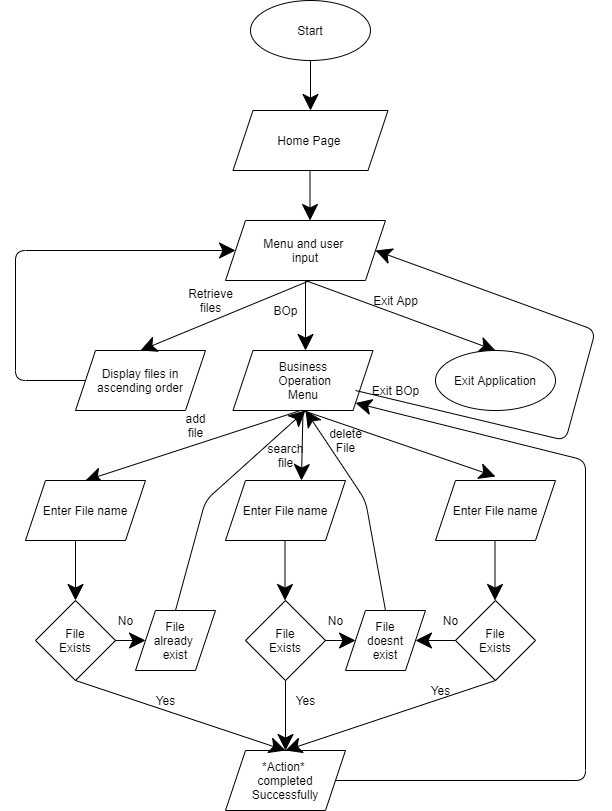 Start
Home Page
Menu and user
input
Retrieve
files
BOp
Exit App
Display files in
ascending order
Business
Operation
Menu
Exit BOp
Exit Application
add
file
search
file
delete
File
Enter File name
Enter File name
Enter File name
File
Exists
No
File
already
exist
File
Exists
No
File
doesnt
exist
No
File
Exists
Yes
Yes
Yes
*Action*
completed
Successfully